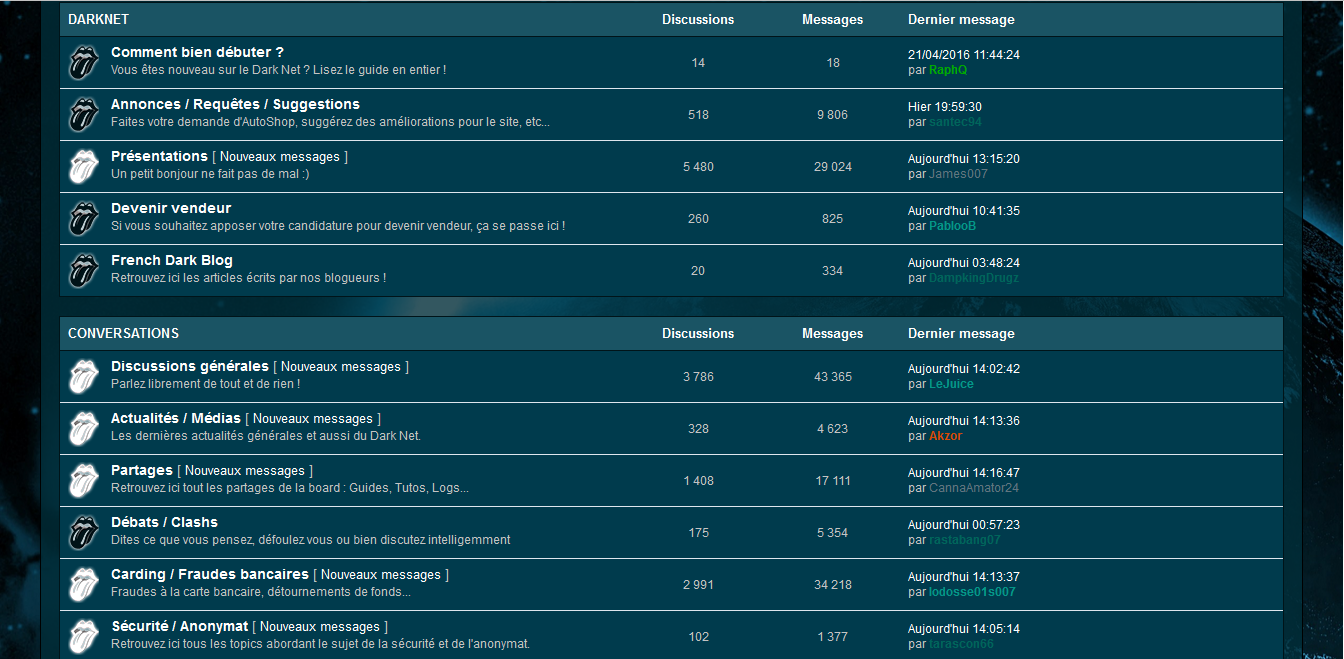 DARKNET Discussions Messages Dernier message
Comment bien débuter ?
Vous êtes nouveau sur le Dark Net ? Lisez le guide en entier !
14 18 21/04/2016 11:44:24
par RaphQ
Annonces / Requêtes / Suggestions
Faites votre demande d'AutoShop, suggérez des améliorations pour le site, etc...
518 9 806 Hier 19:59:30
par santec94
Présentations [ Nouveaux messages ]
Un petit bonjour ne fait pas de mal :)
5 480 29 024 Aujourd'hui 13:15:20
par James007
Devenir vendeur
Si vous souhaitez apposer votre candidature pour devenir vendeur, ça se passe ici !
260 825 Aujourd'hui 10:41:35
par PablooB
French Dark Blog
Retrouvez ici les articles écrits par nos blogueurs !
20 334 Aujourd'hui 03:48:24
par DampkingDrugz
CONVERSATIONS Discussions Messages Dernier message
Discussions générales [ Nouveaux messages ]
Parlez librement de tout et de rien !
3 786 43 365 Aujourd'hui 14:02:42
par LeJuice
Actualités / Médias [ Nouveaux messages ]
Les dernières actualités générales et aussi du Dark Net.
328 4 623 Aujourd'hui 14:13:36
par Akzor
Partages [ Nouveaux messages ]
Retrouvez ici tout les partages de la board : Guides, Tutos, Logs...
1 408 17 111 Aujourd'hui 14:16:47
par CannaAmator24
Débats / Clashs
Dites ce que vous pensez, défoulez vous ou bien discutez intelligemment
175 5 354 Aujourd'hui 00:57:23
par rastabang07
Carding / Fraudes bancaires [ Nouveaux messages ]
Fraudes à la carte bancaire, détournements de fonds...
2 991 34 218 Aujourd'hui 14:13:37
par lodosse01s007
Sécurité / Anonymat [ Nouveaux messages ]
Retrouvez ici tous les topics abordant le sujet de la sécurité et de l'anonymat.
102 1 377 Aujourd'hui 14:05:14
par tarascon66